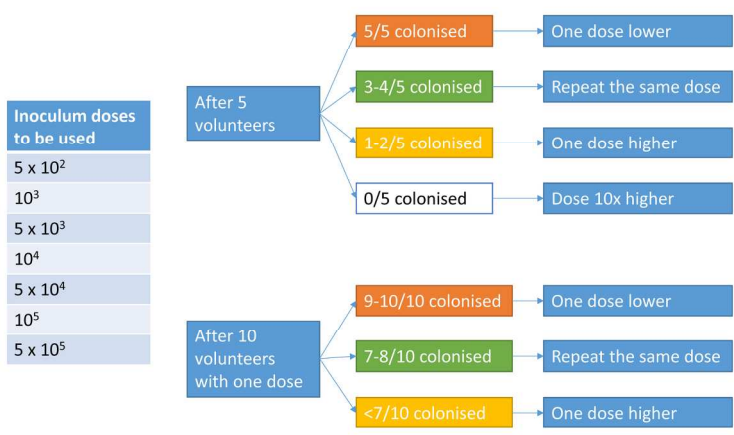 Inoculum doses
to be used
5 x 10²
10³
5 x 10³
10⁴
5 x 10⁴
10⁵
5 x 10⁵
After 5
volunteers
5/5 colonised
One dose lower
3-4/5 colonised
Repeat the same dose
1-2/5 colonised
One dose higher
0/5 colonised
Dose 10x higher
After 10
volunteers
with one dose
9-10/10 colonised
One dose lower
7-8/10 colonised
Repeat the same dose
<7/10 colonised
One dose higher